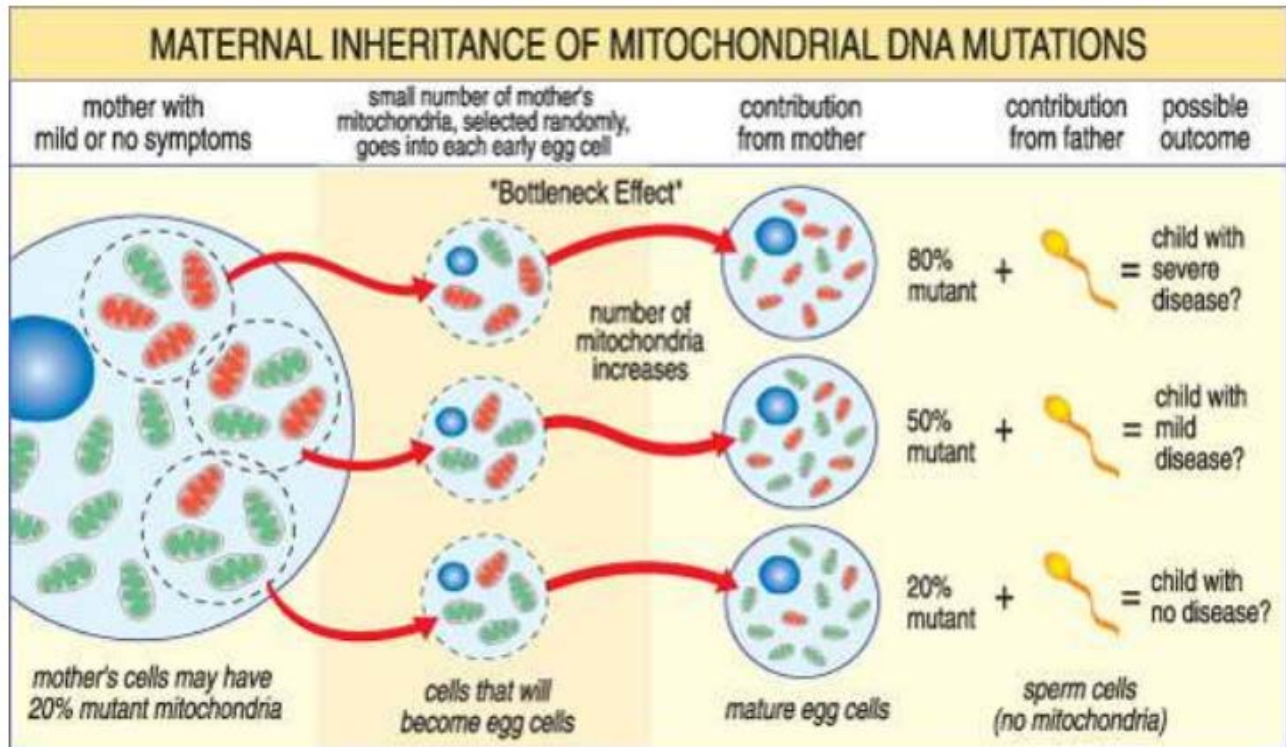 MATERNAL INHERITANCE OF MITOCHONDRIAL DNA MUTATIONS
mother with
mild or no symptoms
small number of mother's
mitochondria, selected randomly,
goes into each early egg cell
contribution
from mother
contribution
from father
possible
outcome
"Bottleneck Effect"
number of
mitochondria
increases
80%
mutant
+
=
child with
severe
disease?
50%
mutant
+
=
child with
mild
disease?
20%
mutant
+
=
child with
no disease?
mother's cells may have
20% mutant mitochondria
cells that will
become egg cells
mature egg cells
sperm cells
(no mitochondria)